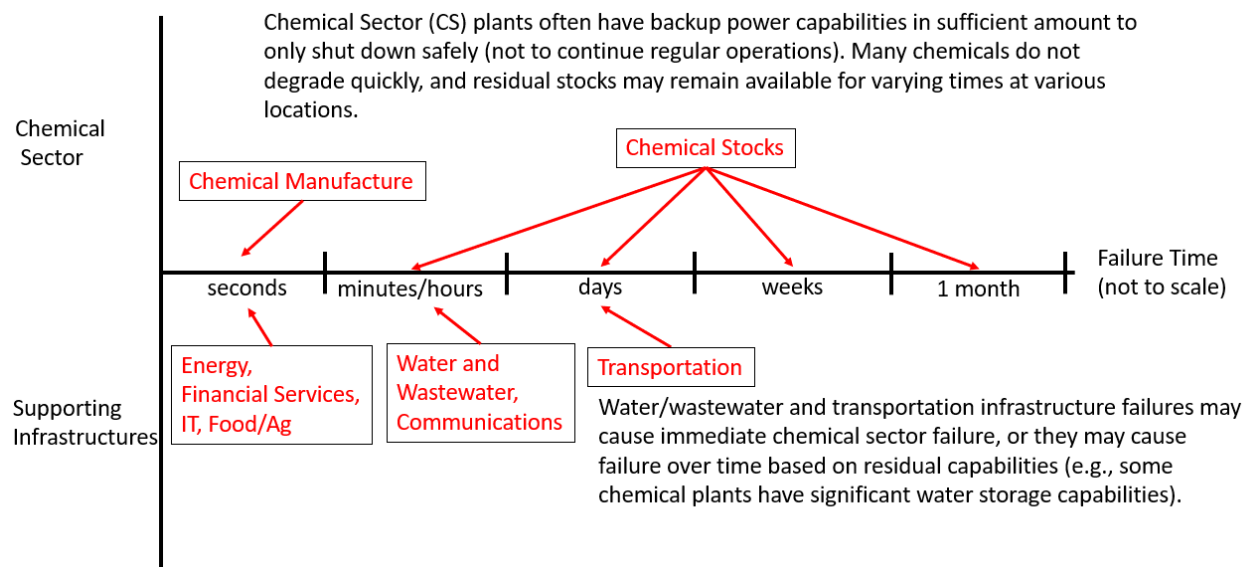 Chemical Sector (CS) plants often have backup power capabilities in sufficient amount to
only shut down safely (not to continue regular operations). Many chemicals do not
degrade quickly, and residual stocks may remain available for varying times at various
locations.
Chemical
Sector
Chemical Stocks
Chemical Manufacture
Failure Time
(not to scale)
seconds
minutes/hours
days
weeks
1 month
Energy,
Financial Services,
IT, Food/Ag
Water and
Wastewater,
Communications
Transportation
Supporting
Infrastructures
Water/wastewater and transportation infrastructure failures may
cause immediate chemical sector failure, or they may cause
failure over time based on residual capabilities (e.g., some
chemical plants have significant water storage capabilities).